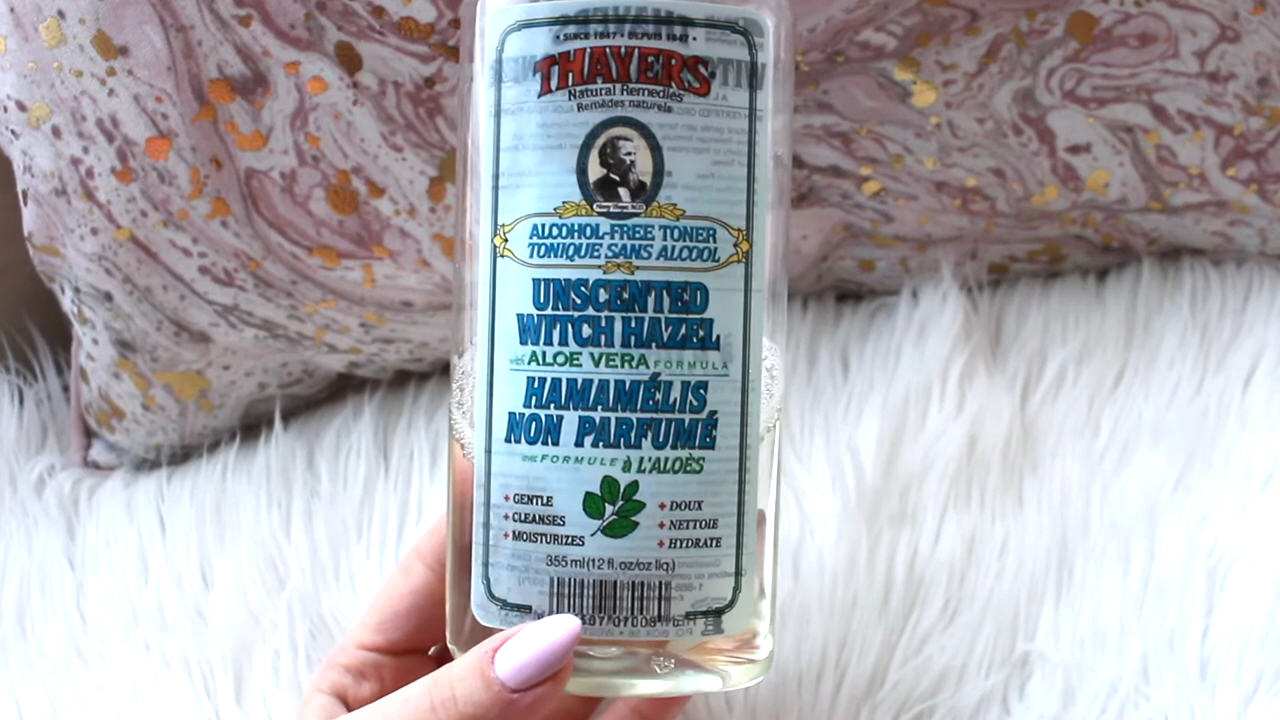 • SINCE 1847 • DEPUIS 1847 •
THAYERS
Natural Remedies
Remèdes naturels
ALCOHOL-FREE TONER
TONIQUE SANS ALCOOL
UNSCENTED
WITCH HAZEL
with ALOE VERA FORMULA
HAMAMÉLIS
NON PARFUMÉ
avec FORMULE à L'ALOÈS
+ GENTLE
+ CLEANSES
+ MOISTURIZES
+ DOUX
+ NETTOIE
+ HYDRATE
355 ml (12 fl. oz/oz liq.)